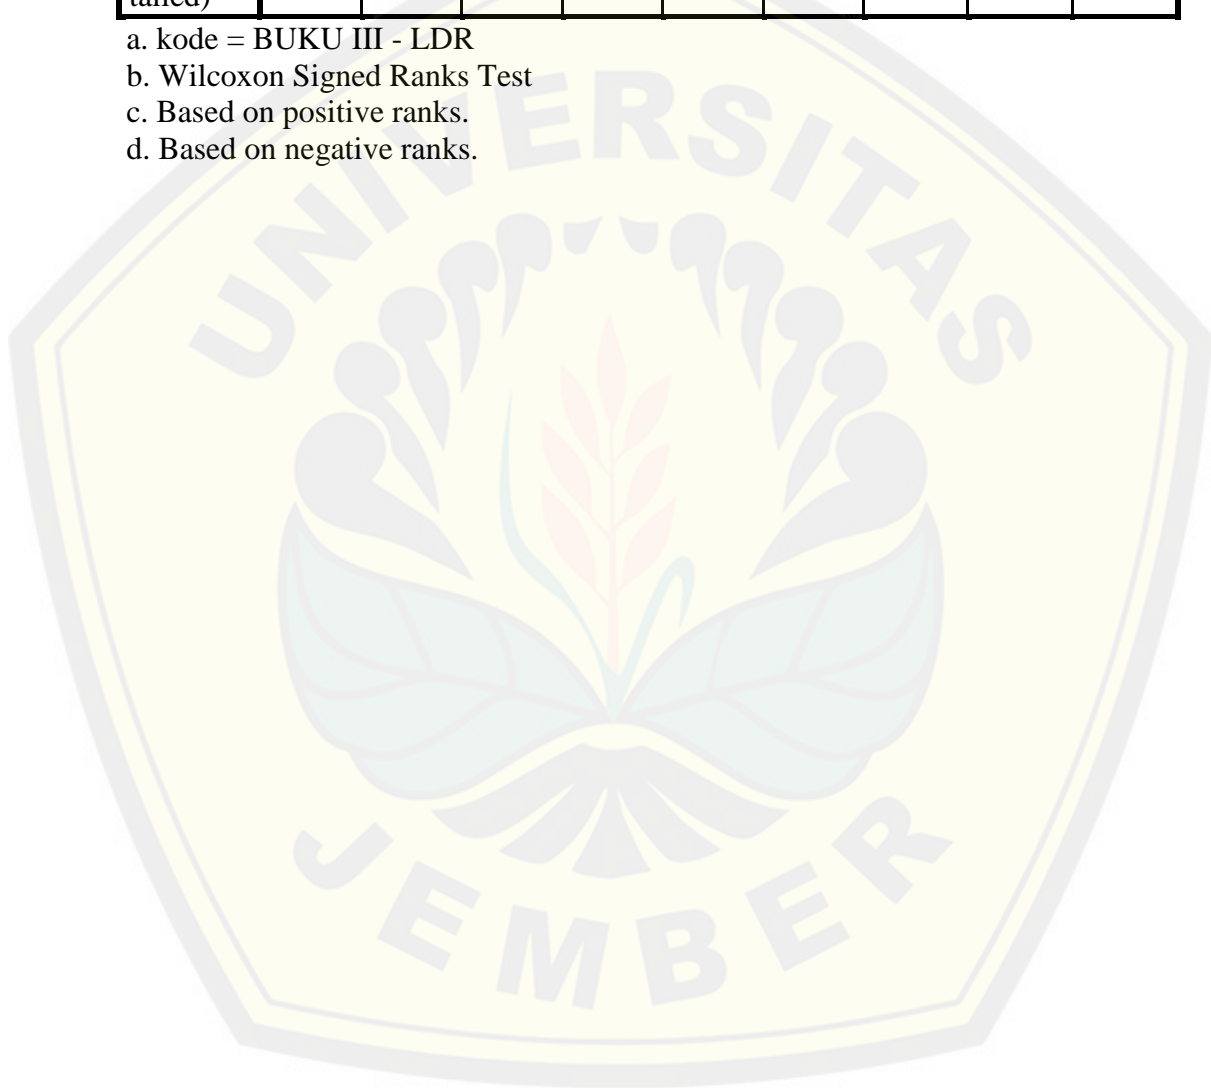 tailed)
a. kode = BUKU III - LDR
b. Wilcoxon Signed Ranks Test
c. Based on positive ranks.
d. Based on negative ranks.
UNIVERSITAS
JEMBER